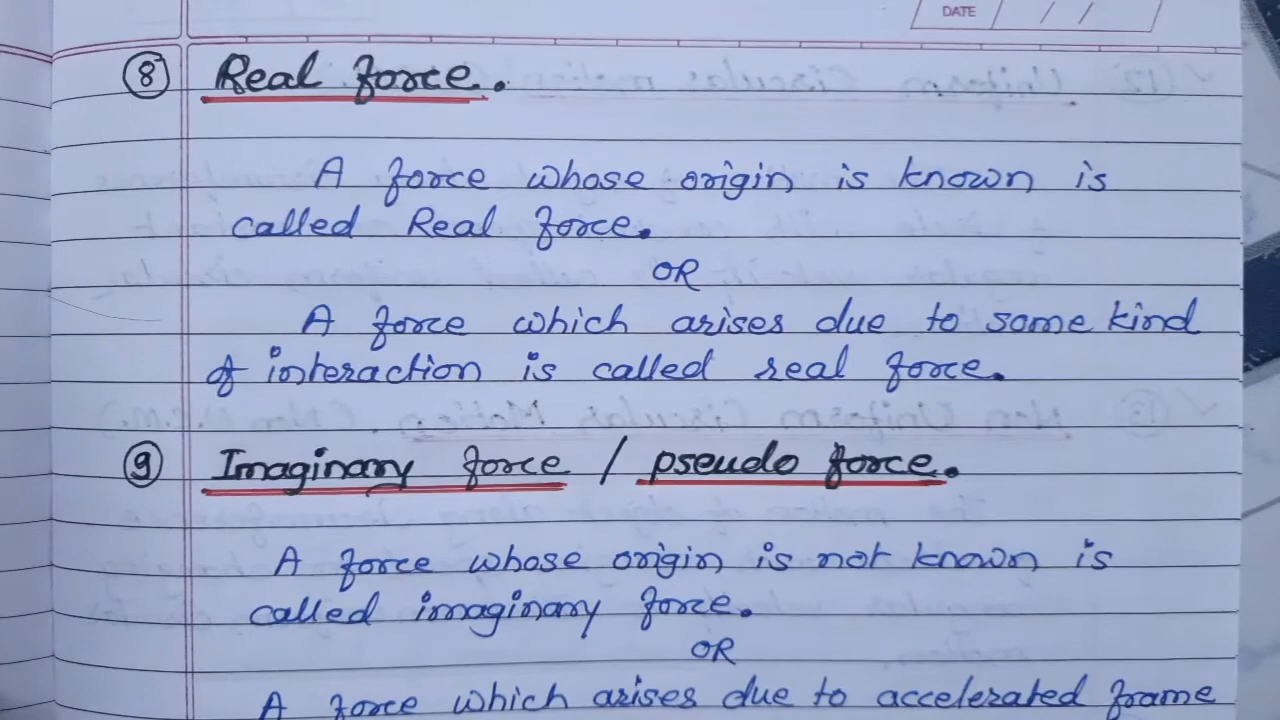 DATE / /
8 Real force.
A force whose origin is known is
called Real force.
OR
A force which arises due to some kind
of interaction is called real force.
9 Imaginary force / pseudo force.
A force whose origin is not known is
called imaginary force.
OR
A force which arises due to accelerated frame